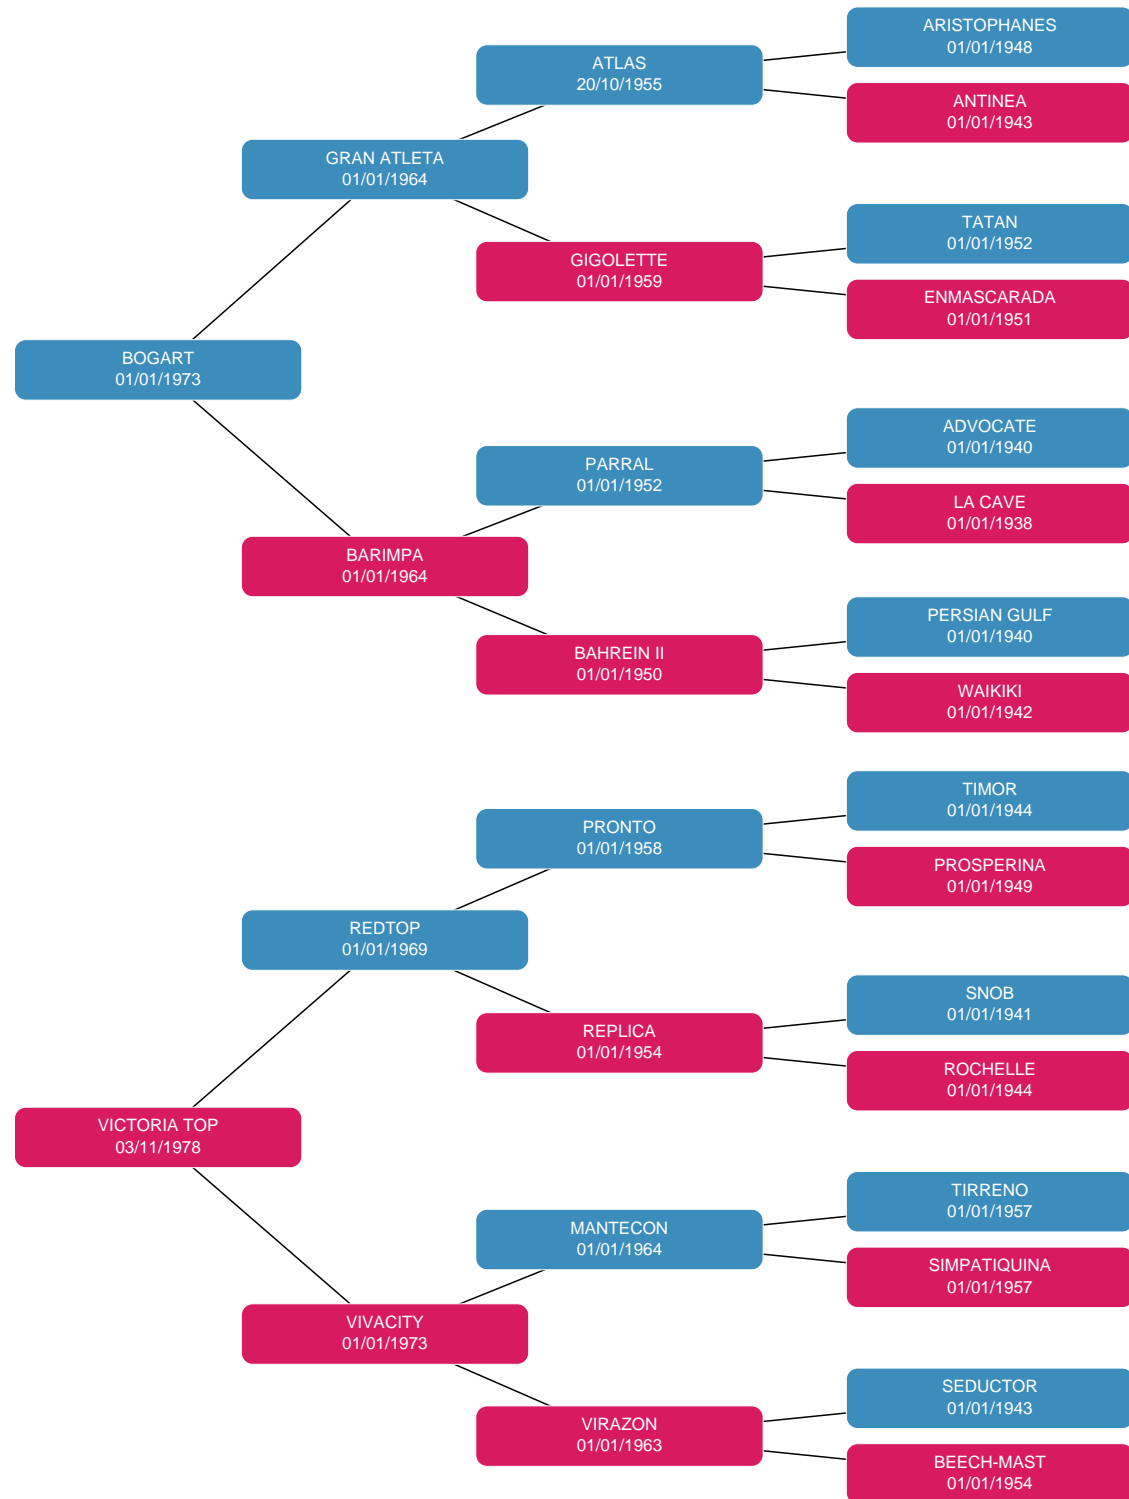 ARISTOPHANES
01/01/1948
ATLAS
20/10/1955
ANTINEA
01/01/1943
GRAN ATLETA
01/01/1964
TATAN
01/01/1952
GIGOLETTE
01/01/1959
ENMASCARADA
01/01/1951
BOGART
01/01/1973
ADVOCATE
01/01/1940
PARRAL
01/01/1952
LA CAVE
01/01/1938
BARIMPA
01/01/1964
PERSIAN GULF
01/01/1940
BAHREIN II
01/01/1950
WAIKIKI
01/01/1942
TIMOR
01/01/1944
PRONTO
01/01/1958
PROSPERINA
01/01/1949
REDTOP
01/01/1969
SNOB
01/01/1941
REPLICA
01/01/1954
ROCHELLE
01/01/1944
VICTORIA TOP
03/11/1978
TIRRENO
01/01/1957
MANTECON
01/01/1964
SIMPATIQUINA
01/01/1957
VIVACITY
01/01/1973
SEDUCTOR
01/01/1943
VIRAZON
01/01/1963
BEECH-MAST
01/01/1954